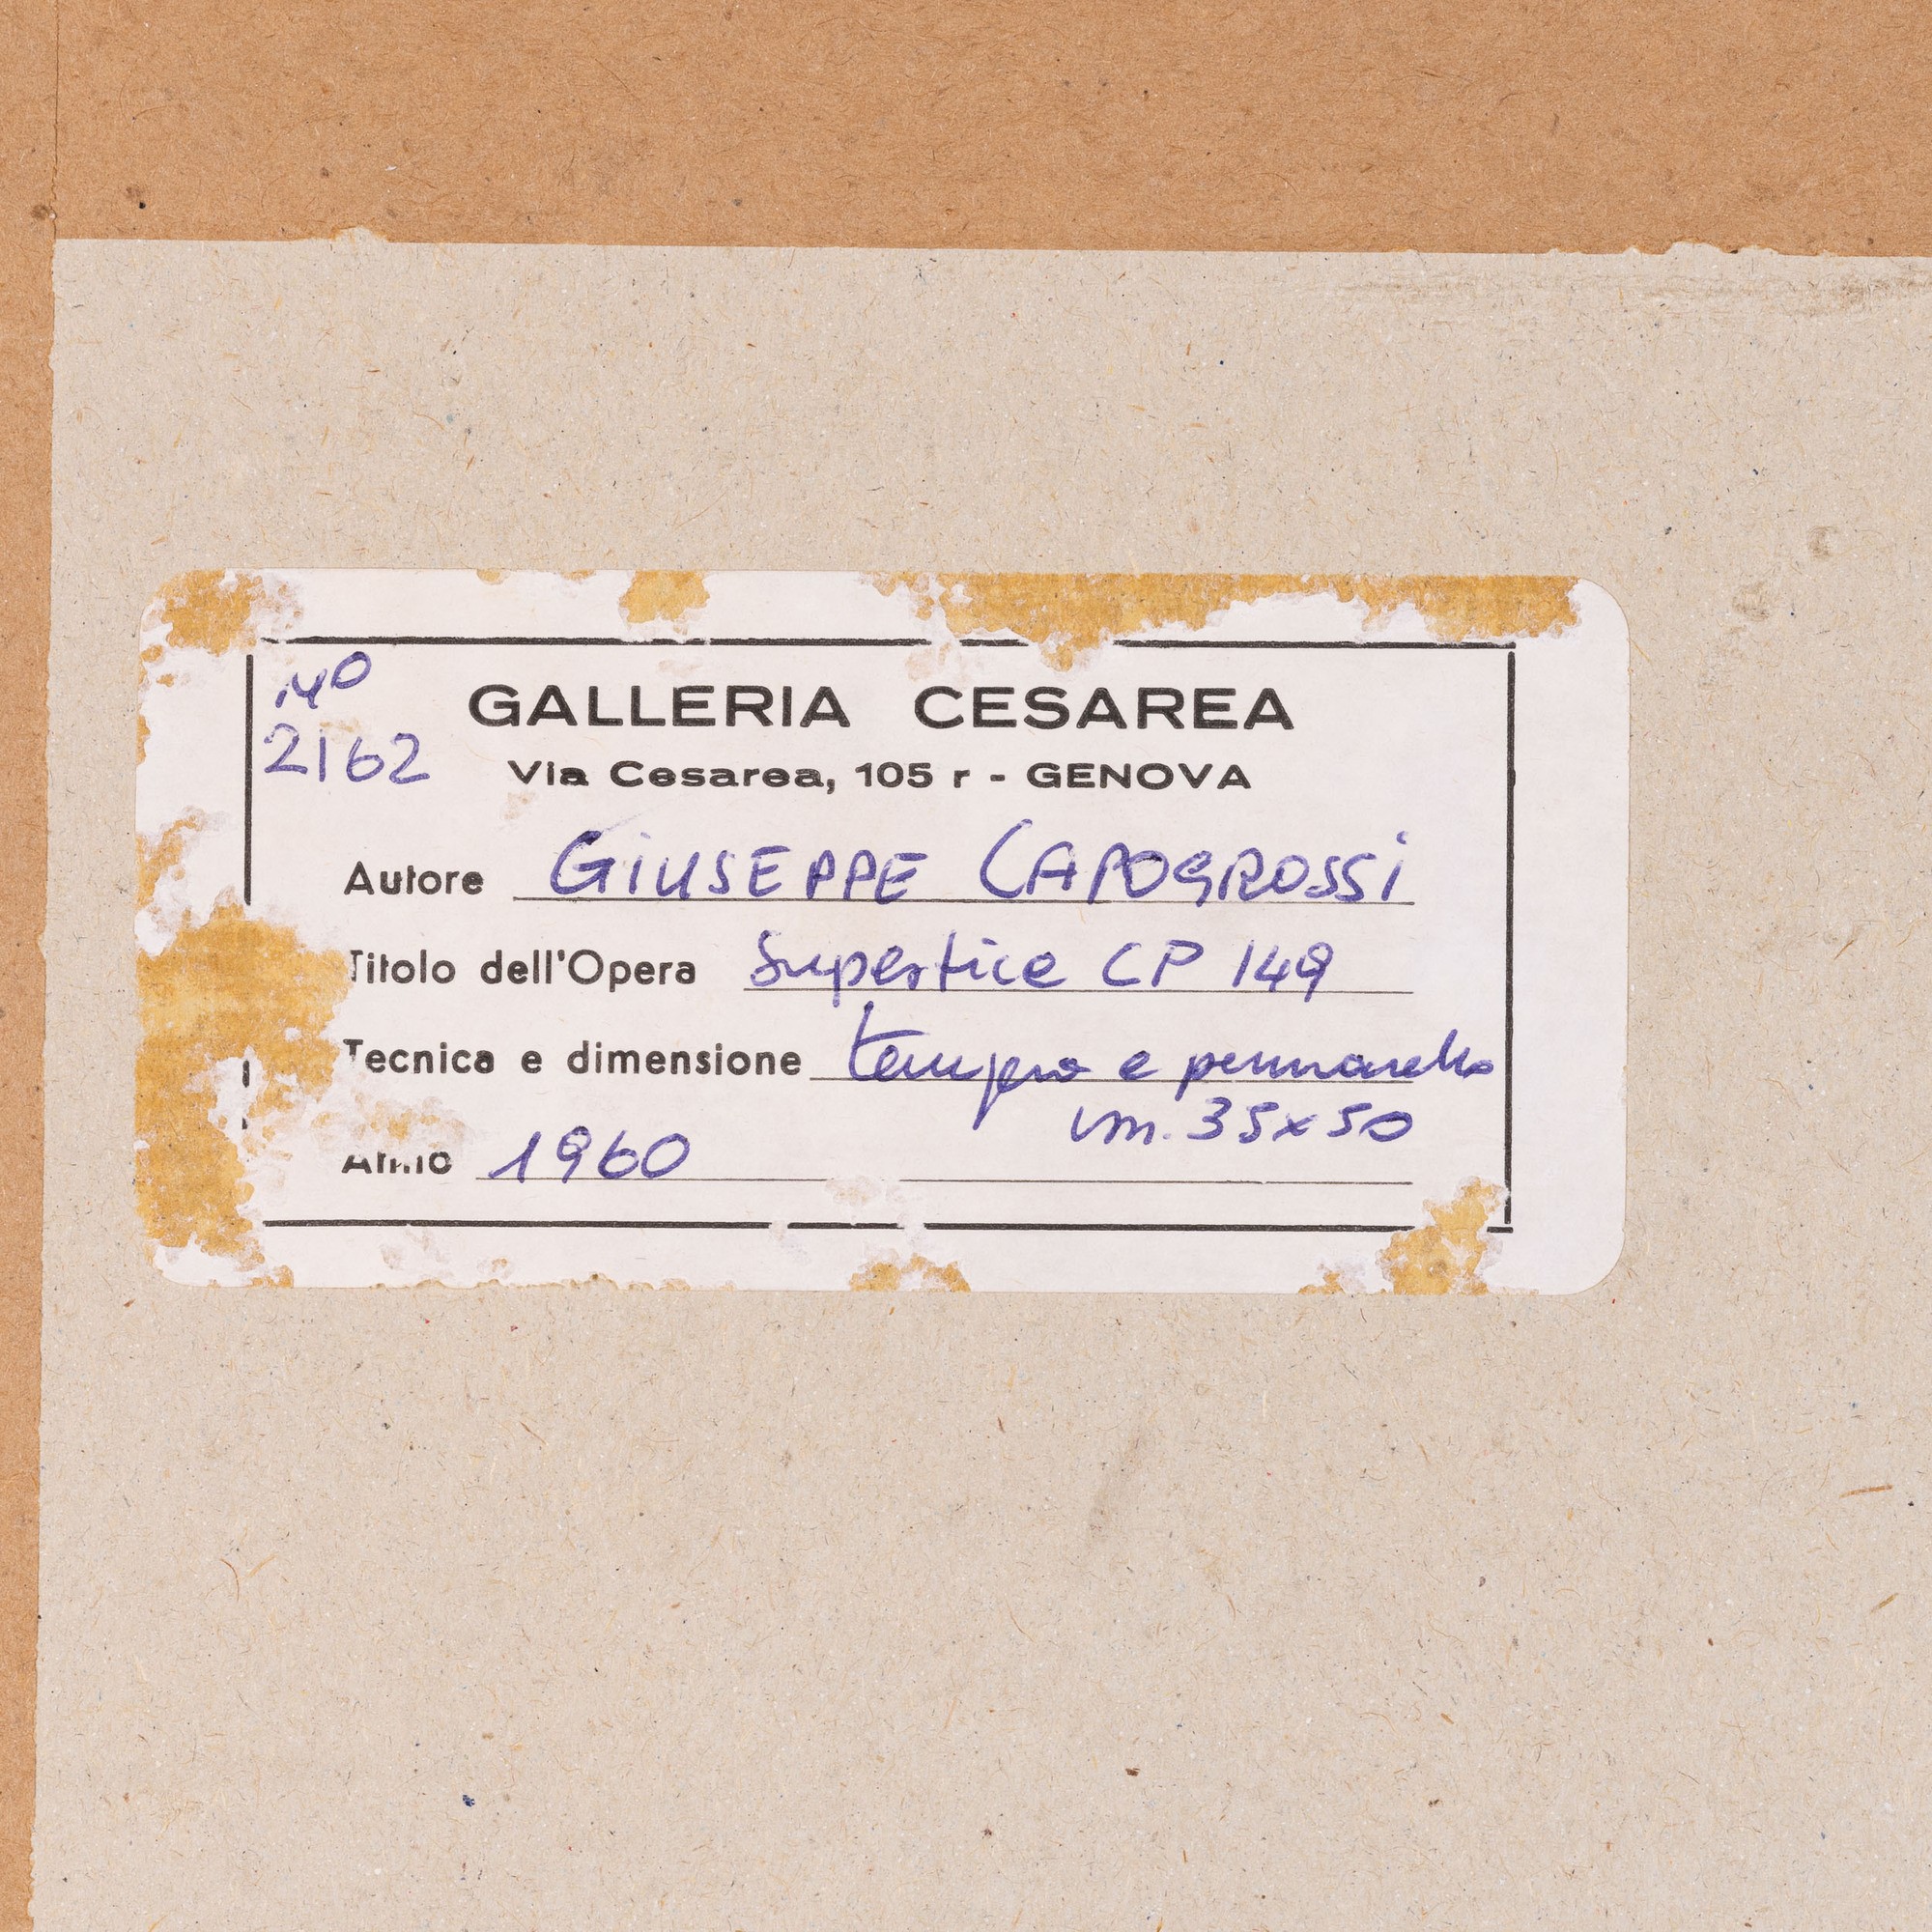 N° GALLERIA CESAREA
2162 Via Cesarea, 105 r - GENOVA
Autore GIUSEPPE CAPOGROSSI
Titolo dell'Opera Superfice CP 149
Tecnica e dimensione tempera e pennarello
cm. 35x50
Anno 1960